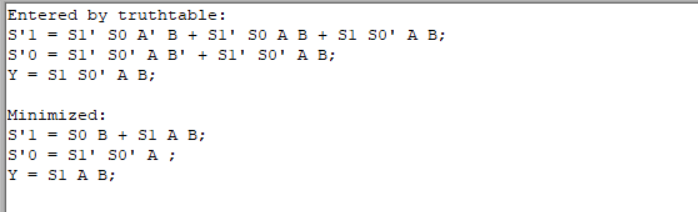 Entered by truthtable:
S'1 = S1' S0 A' B + S1' S0 A B + S1 S0' A B;
S'0 = S1' S0' A B' + S1' S0' A B;
Y = S1 S0' A B;
Minimized:
S'1 = S0 B + S1 A B;
S'0 = S1' S0' A ;
Y = S1 A B;